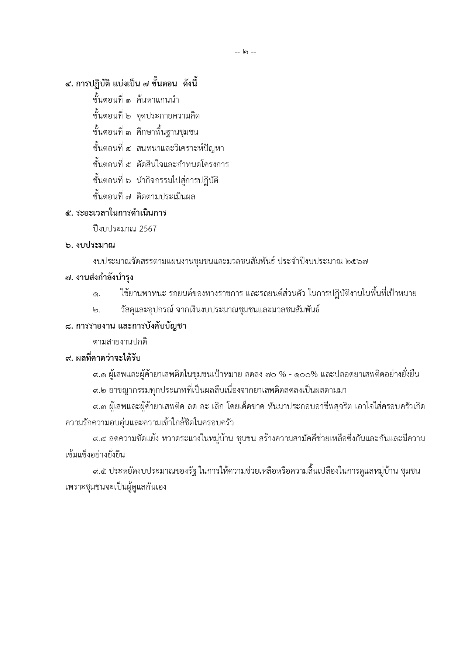 -- ๒ --
๔. การปฏิบัติ แบ่งเป็น ๗ ขั้นตอน ดังนี้
ขั้นตอนที่ ๑ ค้นหาแกนนำ
ขั้นตอนที่ ๒ จุดประกายความคิด
ขั้นตอนที่ ๓ ศึกษาพื้นฐานชุมชน
ขั้นตอนที่ ๔ สนทนาและวิเคราะห์ปัญหา
ขั้นตอนที่ ๕ ตัดสินใจและกำหนดโครงการ
ขั้นตอนที่ ๖ นำกิจกรรมไปสู่การปฏิบัติ
ขั้นตอนที่ ๗ ติดตามประเมินผล
๕. ระยะเวลาในการดำเนินการ
ปีงบประมาณ 2567
๖. งบประมาณ
งบประมาณจัดสรรตามแผนงานชุมชนและมวลชนสัมพันธ์ ประจำปีงบประมาณ ๒๕๖๗
๗. งานส่งกำลังบำรุง
๑. ใช้ยานพาหนะ รถยนต์ของทางราชการ และรถยนต์ส่วนตัว ในการปฏิบัติงานในพื้นที่เป้าหมาย
๒. วัสดุและอุปกรณ์ จากเงินงบประมาณชุมชนและมวลชนสัมพันธ์
๘. การรายงาน และการบังคับบัญชา
ตามสายงานปกติ
๙. ผลที่คาดว่าจะได้รับ
๙.๑ ผู้เสพและผู้ค้ายาเสพติดในชุมชนเป้าหมาย ลดลง ๗๐ % - ๑๐๐% และปลอดยาเสพติดอย่างยั่งยืน
๙.๒ อาชญากรรมทุกประเภทที่เป็นผลสืบเนื่องจากยาเสพติดลดลงเป็นผลตามมา
๙.๓ ผู้เสพและผู้ค้ายาเสพติด ลด ละ เลิก โดยเด็ดขาด หันมาประกอบอาชีพสุจริต เอาใจใส่ครอบครัวเกิด
ความรักความอบอุ่นและความเข้าใกล้ชิดในครอบครัว
๙.๔ ลดความขัดแย้ง หวาดระแวงในหมู่บ้าน ชุมชน สร้างความสามัคคีช่วยเหลือซึ่งกันและกันและมีความ
เข้มแข็งอย่างยั่งยืน
๙.๕ ประหยัดงบประมาณของรัฐ ในการให้ความช่วยเหลือหรือความสิ้นเปลืองในการดูแลหมู่บ้าน ชุมชน
เพราะชุมชนจะเป็นผู้ดูแลกันเอง